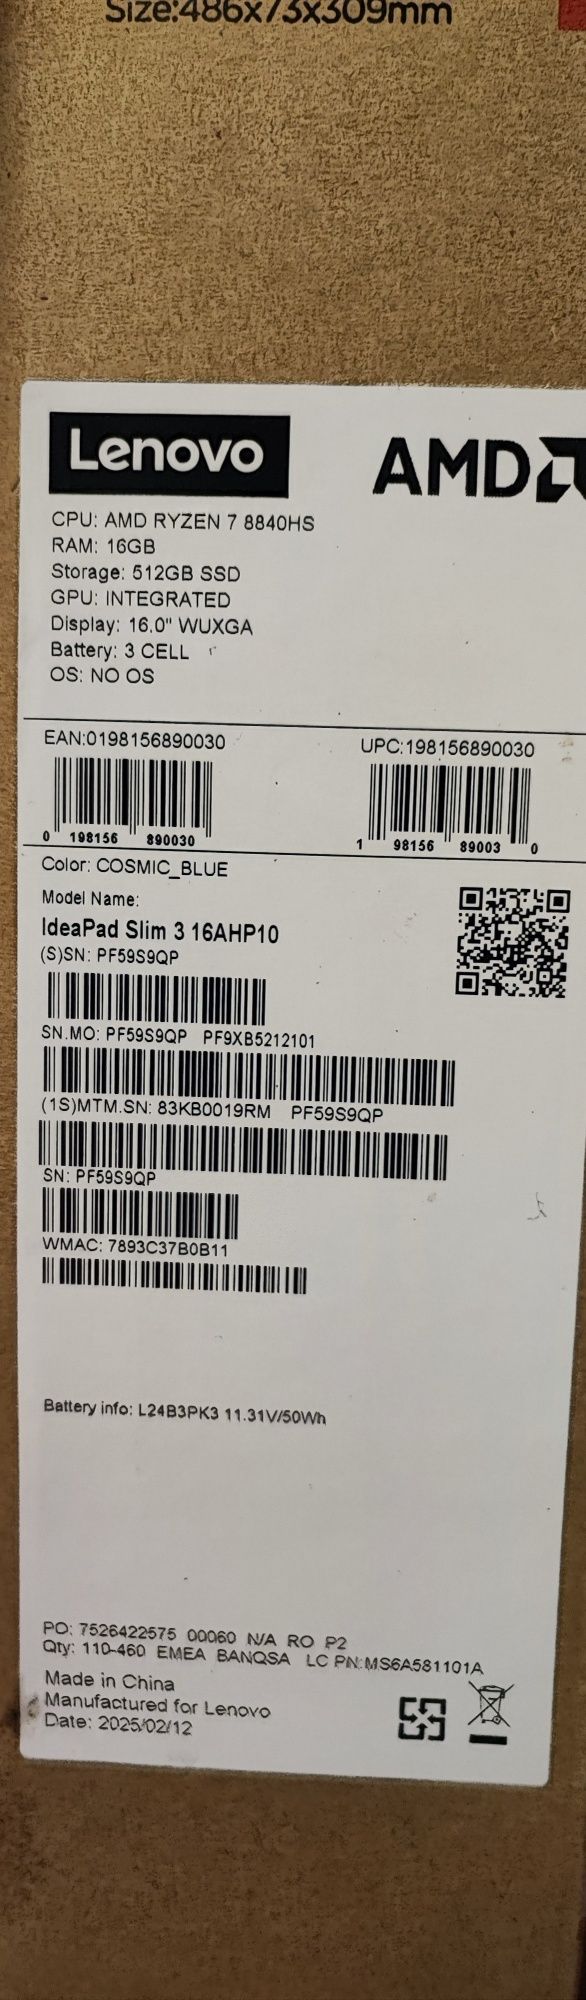 Size:486x73x309mm
Lenovo AMD
CPU: AMD RYZEN 7 8840HS
RAM: 16GB
Storage: 512GB SSD
GPU: INTEGRATED
Display: 16.0" WUXGA
Battery: 3 CELL
OS: NO OS
EAN:0198156890030 UPC:198156890030
0 198156 890030 1 98156 89003 0
Color: COSMIC_BLUE
Model Name:
IdeaPad Slim 3 16AHP10
(S)SN: PF59S9QP
SN.MO: PF59S9QP PF9XB5212101
(1S)MTM.SN: 83KB0019RM PF59S9QP
SN: PF59S9QP
WMAC: 7893C37B0B11
Battery info: L24B3PK3 11.31V/50Wh
PO: 7526422575 00060 N/A RO P2
Qty: 110-460 EMEA BANQSA LC PN:MS6A581101A
Made in China
Manufactured for Lenovo
Date: 2025/02/12